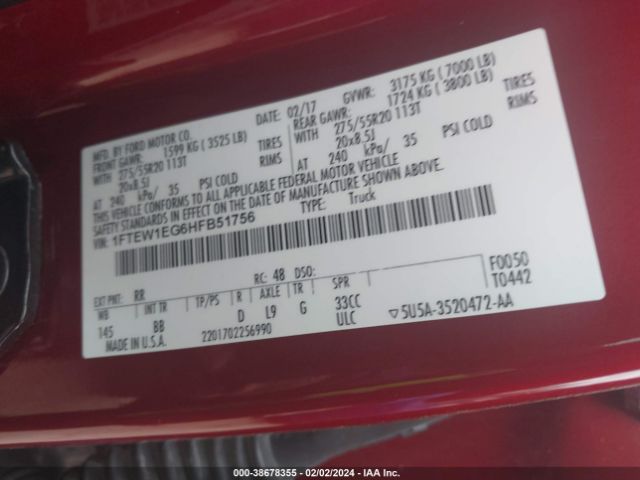 MFD. BY FORD MOTOR CO.
DATE: 02/17 GVWR: 3175 KG ( 7000 LB)
FRONT GAWR: 1599 KG ( 3525 LB) REAR GAWR: 1724 KG ( 3800 LB)
WITH 275/55R20 113T TIRES WITH 275/55R20 113T TIRES
20x8.5J RIMS 20x8.5J RIMS
AT 240 kPa/ 35 PSI COLD AT 240 kPa/ 35 PSI COLD
THIS VEHICLE CONFORMS TO ALL APPLICABLE FEDERAL MOTOR VEHICLE
SAFETY STANDARDS IN EFFECT ON THE DATE OF MANUFACTURE SHOWN ABOVE.
VIN: 1FTEW1EG6HFB51756 TYPE: Truck
F0050
T0442
EXT PNT: RR RC: 48 DSO:
WB INT TR TP/PS R AXLE TR SPR
145 BB D L9 G 33CC
MADE IN U.S.A. 2201702256990 ULC ▽5U5A-3520472-AA
000-38678355 - 02/02/2024 - IAA Inc.